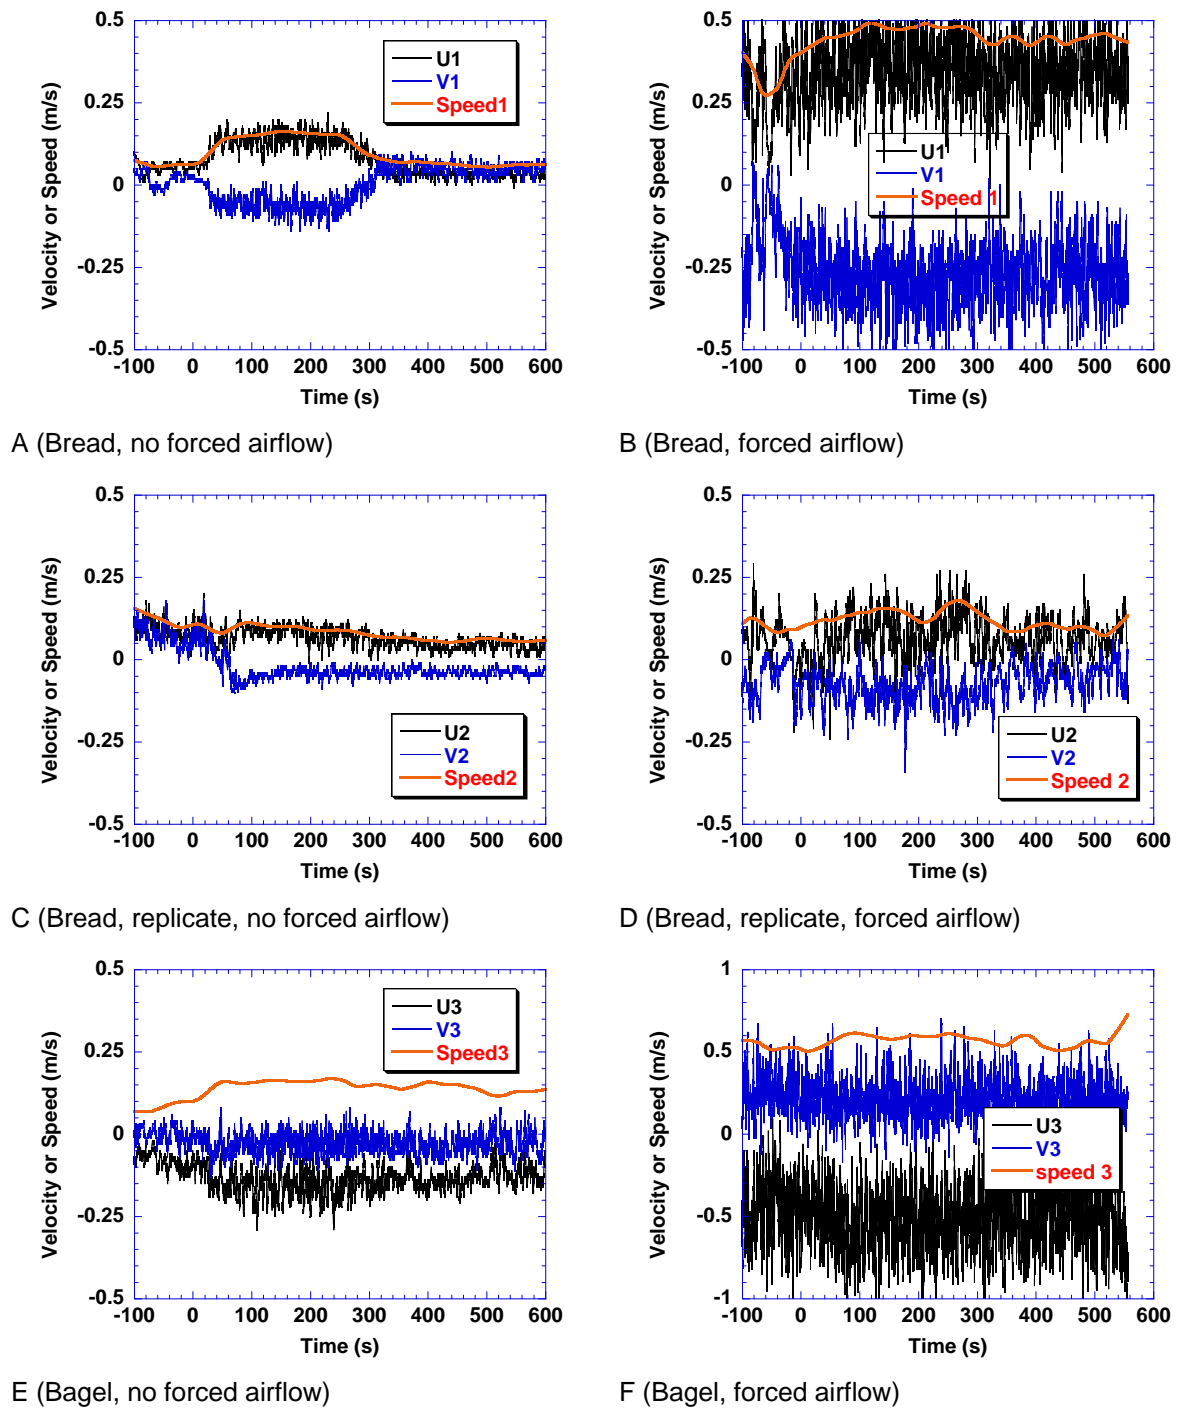 Velocity or Speed (m/s)
0.5
0.25
0
-0.25
-0.5
U1
V1
Speed1
-100 0 100 200 300 400 500 600
Time (s)
A (Bread, no forced airflow)
Velocity or Speed (m/s)
0.5
0.25
0
-0.25
-0.5
U1
V1
Speed 1
-100 0 100 200 300 400 500 600
Time (s)
B (Bread, forced airflow)
Velocity or Speed (m/s)
0.5
0.25
0
-0.25
-0.5
U2
V2
Speed2
-100 0 100 200 300 400 500 600
Time (s)
C (Bread, replicate, no forced airflow)
Velocity or Speed (m/s)
0.5
0.25
0
-0.25
-0.5
U2
V2
Speed 2
-100 0 100 200 300 400 500 600
Time (s)
D (Bread, replicate, forced airflow)
Velocity or Speed (m/s)
0.5
0.25
0
-0.25
-0.5
U3
V3
Speed3
-100 0 100 200 300 400 500 600
Time (s)
E (Bagel, no forced airflow)
Velocity or Speed (m/s)
1
0.5
0
-0.5
-1
U3
V3
speed 3
-100 0 100 200 300 400 500 600
Time (s)
F (Bagel, forced airflow)